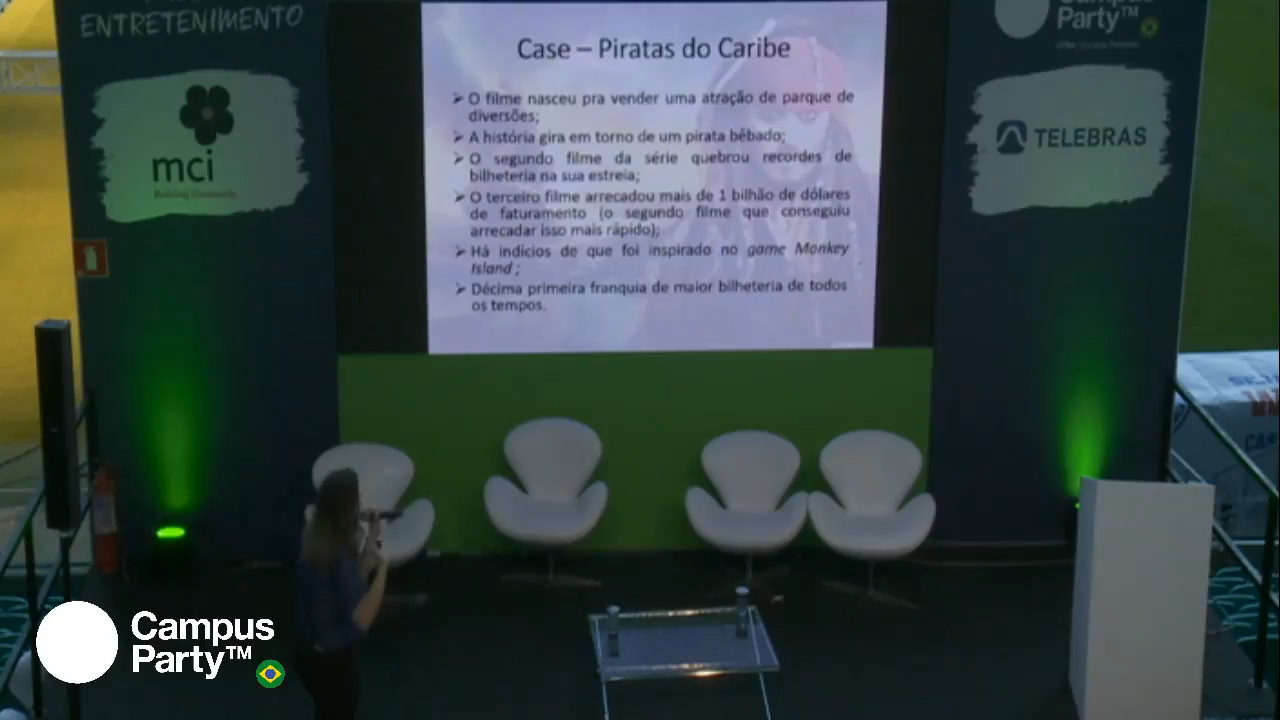 ENTRETENIMENTO
Case – Piratas do Caribe
➢ O filme nasceu pra vender uma atração de parque de
diversões;
➢ A história gira em torno de um pirata bêbado;
➢ O segundo filme da série quebrou recordes de
bilheteria na sua estreia;
➢ O terceiro filme arrecadou mais de 1 bilhão de dólares
de faturamento (o segundo filme que conseguiu
arrecadar isso mais rápido);
➢ Há indícios de que foi inspirado no game Monkey
Island ;
➢ Décima primeira franquia de maior bilheteria de todos
os tempos.
mci
Campus
Party™
TELEBRAS
Campus
Party™